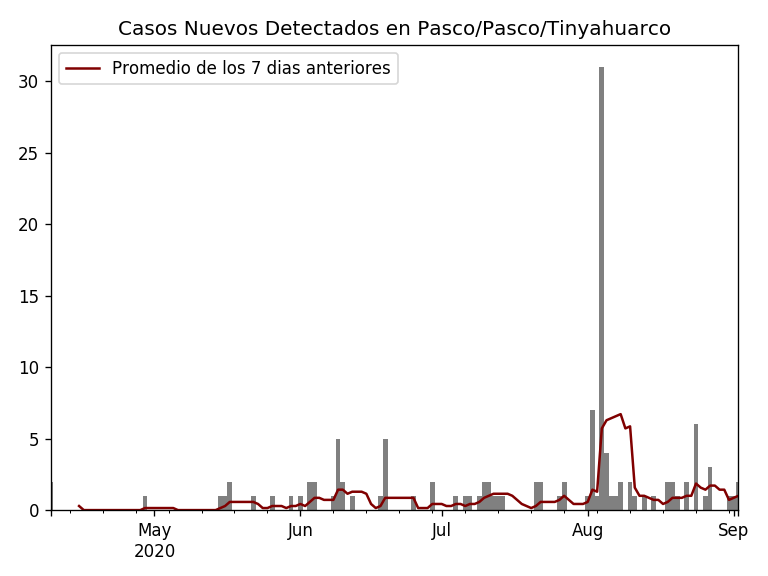 Casos Nuevos Detectados en Pasco/Pasco/Tinyahuarco
Promedio de los 7 dias anteriores
30
25
20
15
10
5
0
May Jun Jul Aug Sep
2020